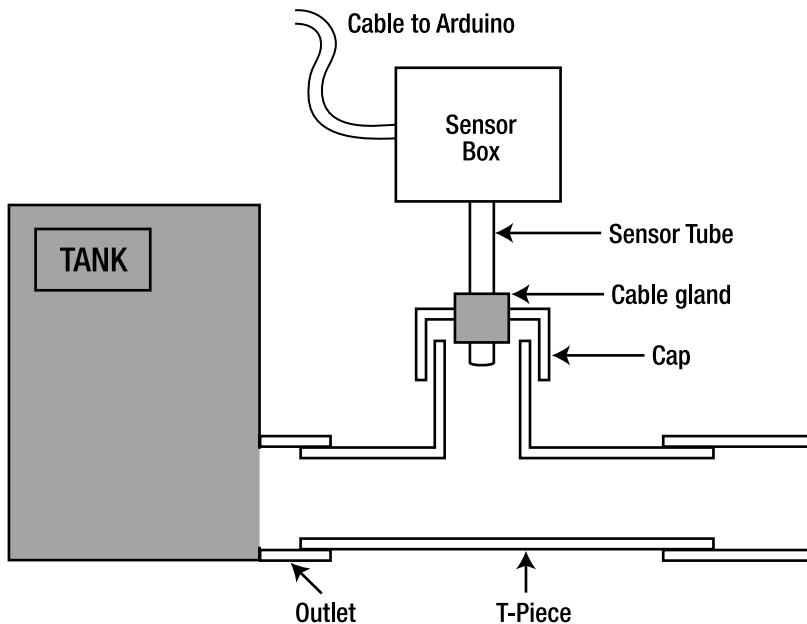 Cable to Arduino
Sensor
Box
Sensor Tube
TANK
Cable gland
Cap
Outlet
T-Piece